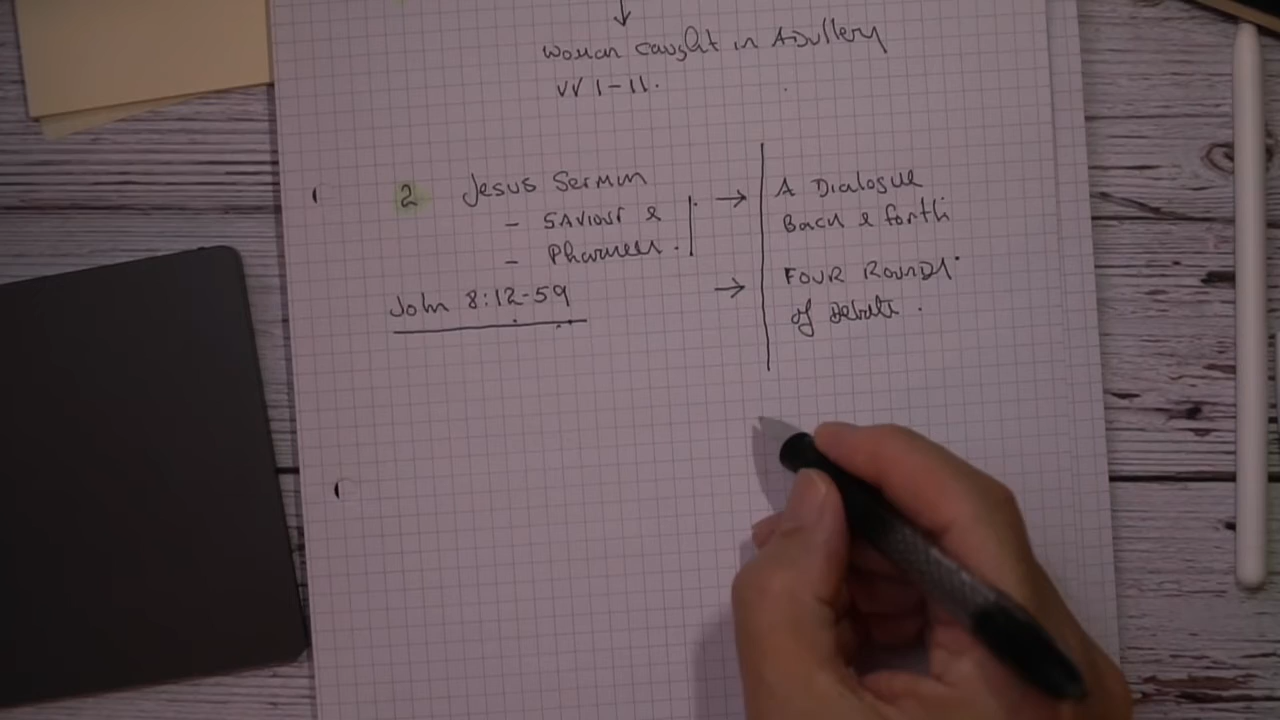 Woman caught in Adultery
VV 1-11.
2 Jesus Sermon
- Saviour &
- Pharisees.
John 8:12-59
→ A Dialogue
Back & forth
→ Four Rounds
of Debate.